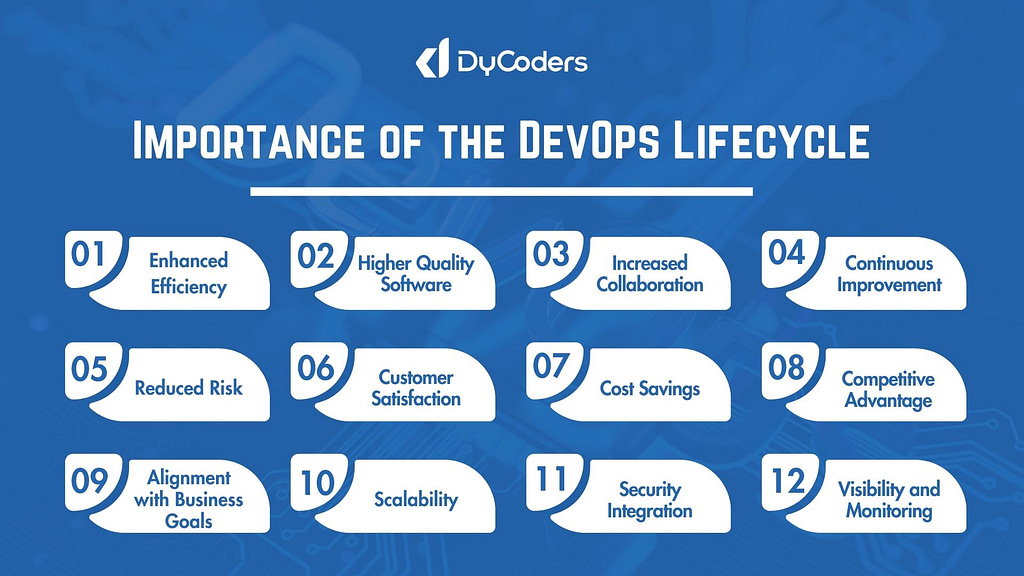 DyCoders
Importance of the DevOps Lifecycle
01
Enhanced
Efficiency
02
Higher Quality
Software
03
Increased
Collaboration
04
Continuous
Improvement
05
Reduced Risk
06
Customer
Satisfaction
07
Cost Savings
08
Competitive
Advantage
09
Alignment
with Business
Goals
10
Scalability
11
Security
Integration
12
Visibility and
Monitoring